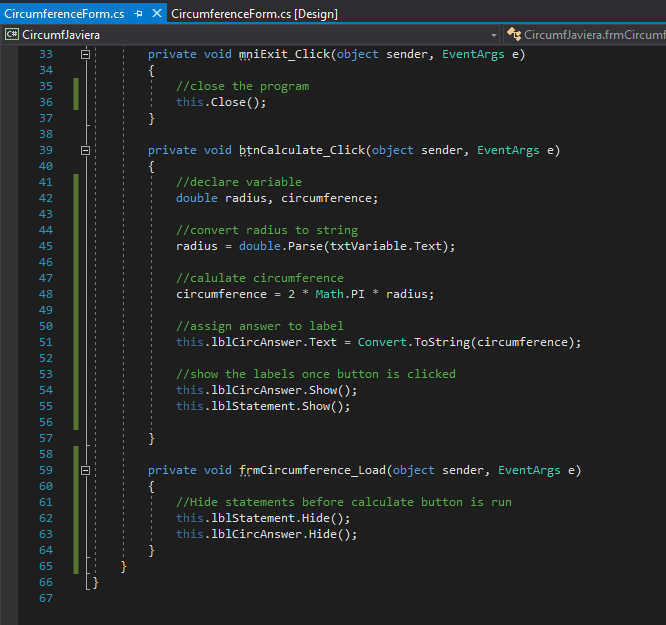 CircumferenceForm.cs CircumferenceForm.cs [Design]
C# CircumfJaviera CircumfJaviera.frmCircumf
33 private void mniExit_Click(object sender, EventArgs e)
34 {
35 //close the program
36 this.Close();
37 }
38
39 private void btnCalculate_Click(object sender, EventArgs e)
40 {
41 //declare variable
42 double radius, circumference;
43
44 //convert radius to string
45 radius = double.Parse(txtVariable.Text);
46
47 //calulate circumference
48 circumference = 2 * Math.PI * radius;
49
50 //assign answer to label
51 this.lblCircAnswer.Text = Convert.ToString(circumference);
52
53 //show the labels once button is clicked
54 this.lblCircAnswer.Show();
55 this.lblStatement.Show();
56
57 }
58
59 private void frmCircumference_Load(object sender, EventArgs e)
60 {
61 //Hide statements before calculate button is run
62 this.lblStatement.Hide();
63 this.lblCircAnswer.Hide();
64 }
65 }
66 }
67